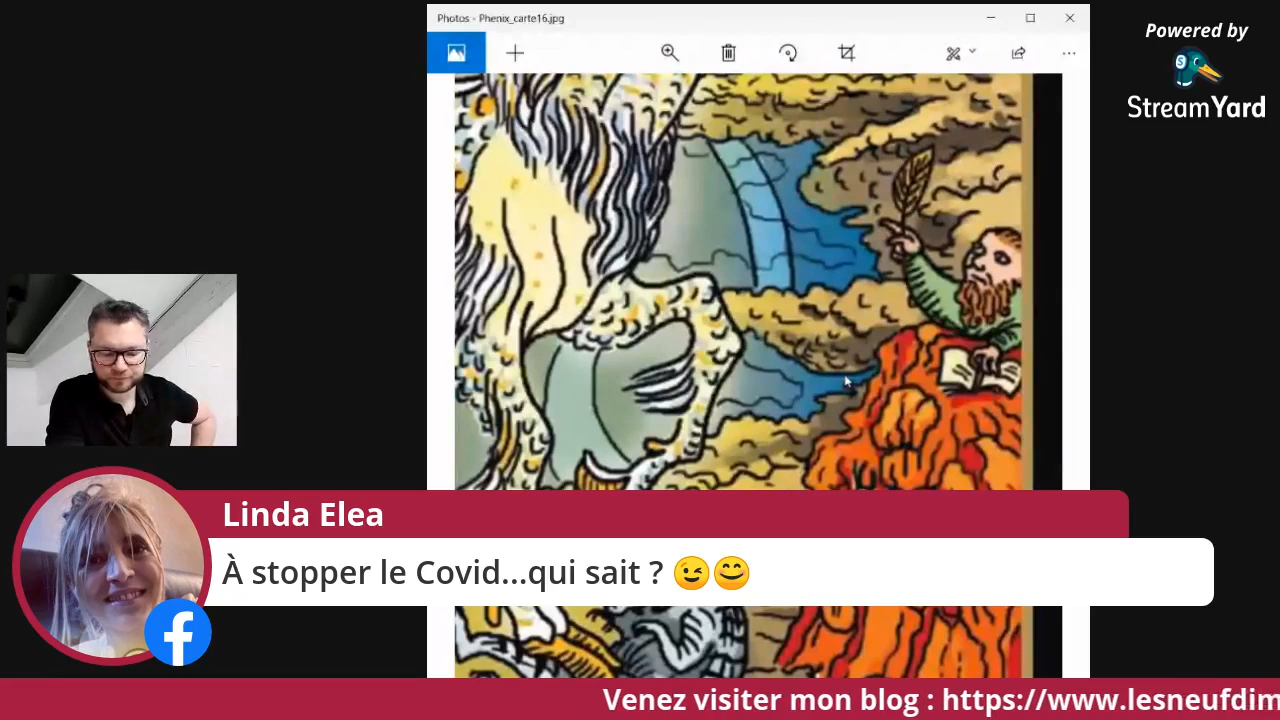 Photos - Phenix_carte16.jpg
Powered by
StreamYard
Linda Elea
À stopper le Covid...qui sait ? 😉😄
Venez visiter mon blog : https://www.lesneufdim